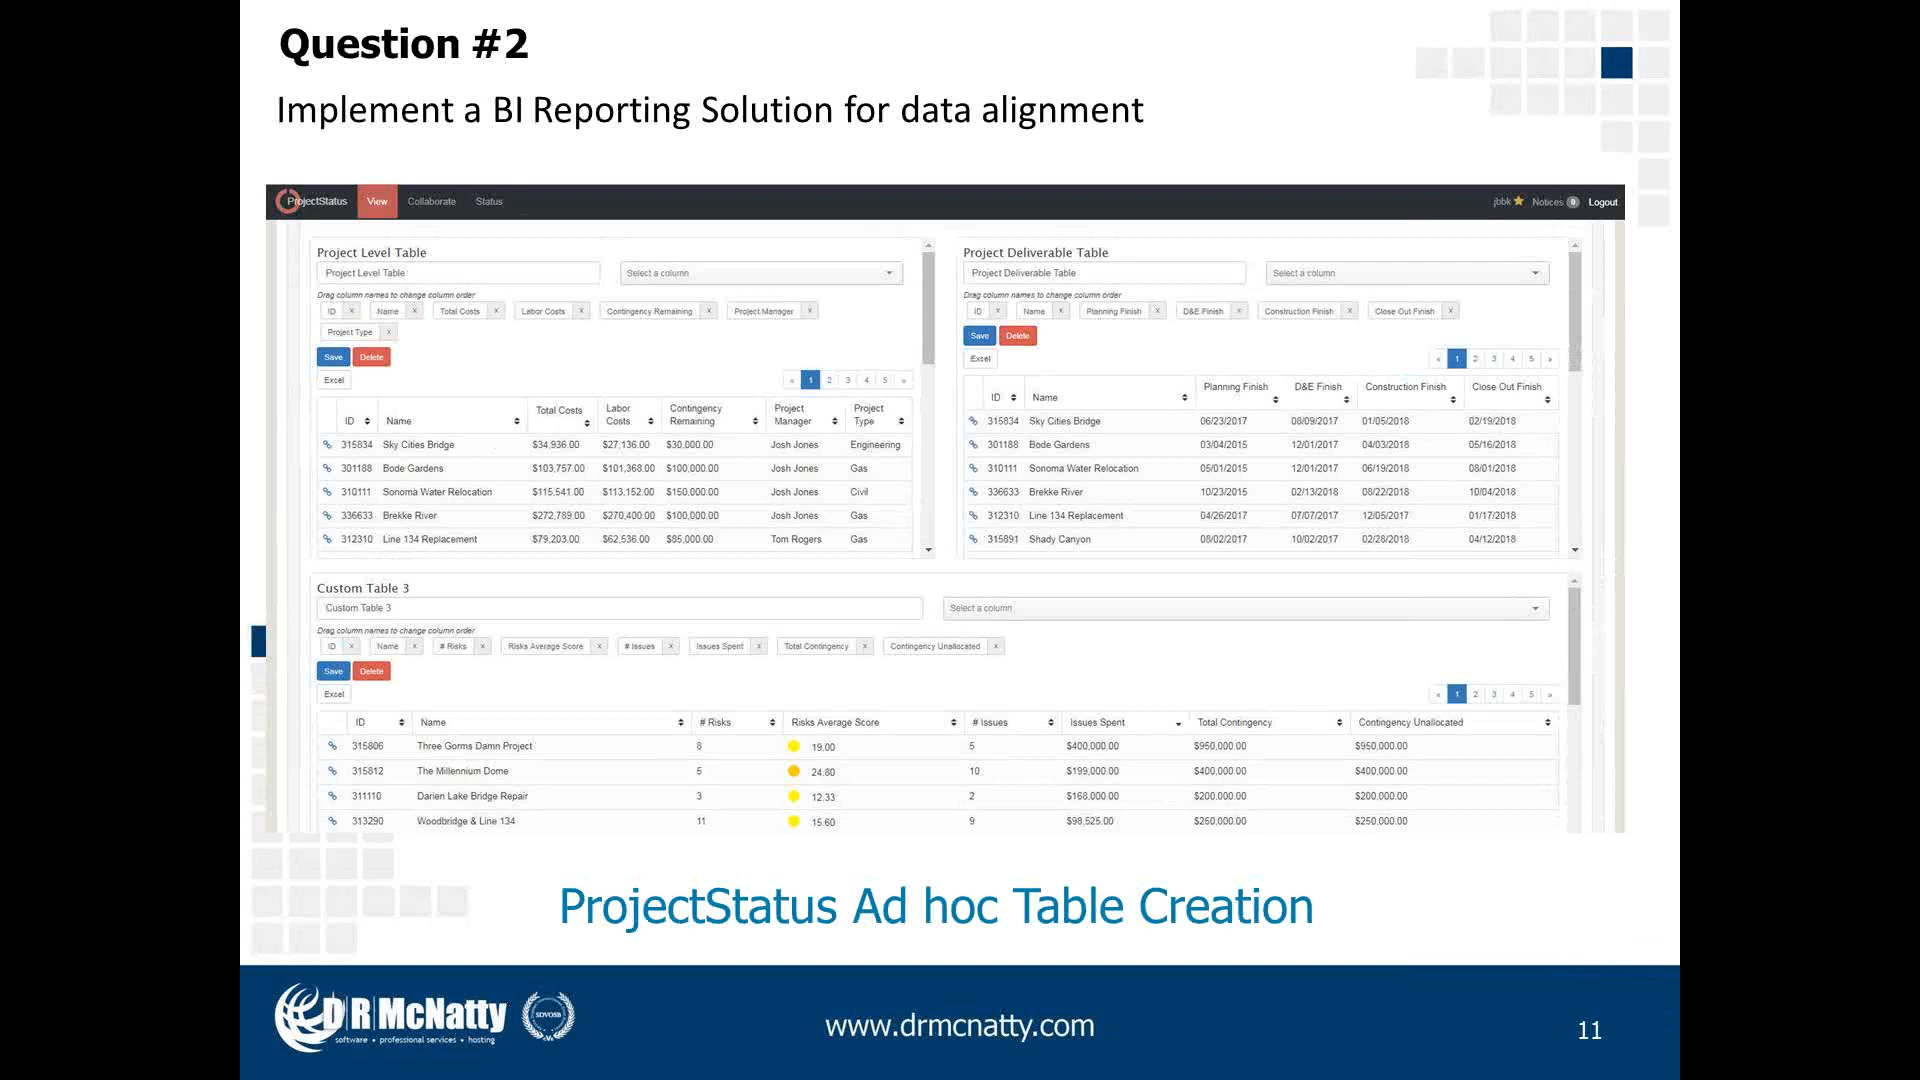 Question #2
Implement a BI Reporting Solution for data alignment
ProjectStatus View Collaborate Status jbbk Notices 0 Logout
Project Level Table
Project Level Table Select a column
Drag column names to change column order
ID x Name x Total Costs x Labor Costs x Contingency Remaining x Project Manager x
Project Type x
Save Delete
Excel
« 1 2 3 4 5 »
ID Name Total Costs Labor Costs Contingency Remaining Project Manager Project Type
315834 Sky Cities Bridge $34,936.00 $27,136.00 $30,000.00 Josh Jones Engineering
301188 Bode Gardens $103,757.00 $101,368.00 $100,000.00 Josh Jones Gas
310111 Sonoma Water Relocation $115,541.00 $113,152.00 $150,000.00 Josh Jones Civil
336633 Brekke River $272,789.00 $270,400.00 $100,000.00 Josh Jones Gas
312310 Line 134 Replacement $79,203.00 $62,536.00 $85,000.00 Tom Rogers Gas
Project Deliverable Table
Project Deliverable Table Select a column
Drag column names to change column order
ID x Name x Planning Finish x D&E Finish x Construction Finish x Close Out Finish x
Save Delete
Excel
« 1 2 3 4 5 »
ID Name Planning Finish D&E Finish Construction Finish Close Out Finish
315834 Sky Cities Bridge 06/23/2017 08/09/2017 01/05/2018 02/19/2018
301188 Bode Gardens 03/04/2015 12/01/2017 04/03/2018 05/16/2018
310111 Sonoma Water Relocation 05/01/2015 12/01/2017 06/19/2018 08/01/2018
336633 Brekke River 10/23/2015 02/13/2018 08/22/2018 10/04/2018
312310 Line 134 Replacement 04/26/2017 07/07/2017 12/05/2017 01/17/2018
315891 Shady Canyon 08/02/2017 10/02/2017 02/28/2018 04/12/2018
Custom Table 3
Custom Table 3 Select a column
Drag column names to change column order
ID x Name x # Risks x Risks Average Score x # Issues x Issues Spent x Total Contingency x Contingency Unallocated x
Save Delete
Excel
« 1 2 3 4 5 »
ID Name # Risks Risks Average Score # Issues Issues Spent Total Contingency Contingency Unallocated
315806 Three Gorms Damn Project 8 19.00 5 $400,000.00 $950,000.00 $950,000.00
315812 The Millennium Dome 5 24.80 10 $199,000.00 $400,000.00 $400,000.00
311110 Darien Lake Bridge Repair 3 12.33 2 $168,000.00 $200,000.00 $200,000.00
313290 Woodbridge & Line 134 11 15.60 9 $98,525.00 $250,000.00 $250,000.00
ProjectStatus Ad hoc Table Creation
DR McNatty
software • professional services • hosting
SDVOSB
www.drmcnatty.com
11